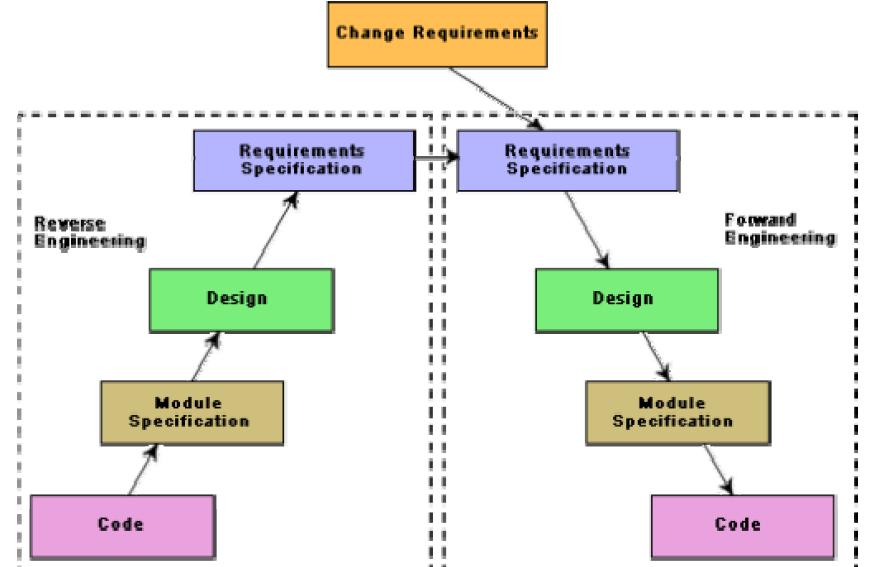 Change Requirements
Requirements
Specification
Requirements
Specification
Reverse
Engineering
Forward
Engineering
Design
Design
Module
Specification
Module
Specification
Code
Code